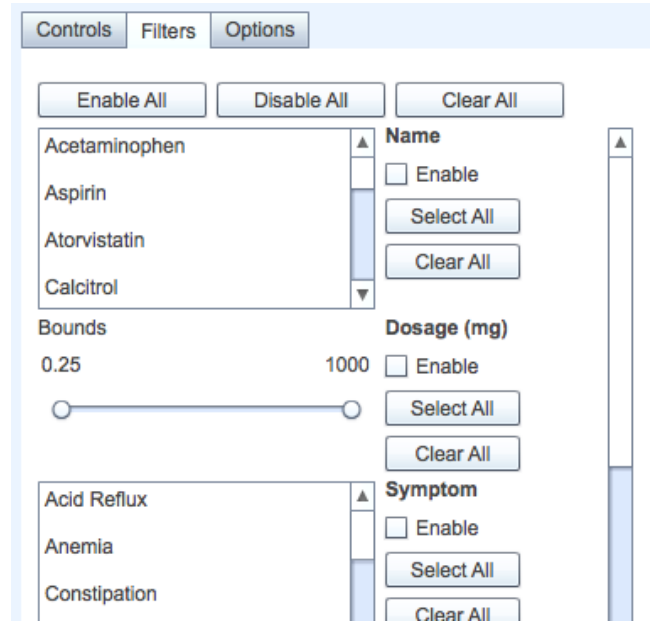 Controls Filters Options
Enable All Disable All Clear All
Acetaminophen
Aspirin
Atorvistatin
Calcitrol
Name
Enable
Select All
Clear All
Bounds
0.25 1000
Dosage (mg)
Enable
Select All
Clear All
Acid Reflux
Anemia
Constipation
Symptom
Enable
Select All
Clear All